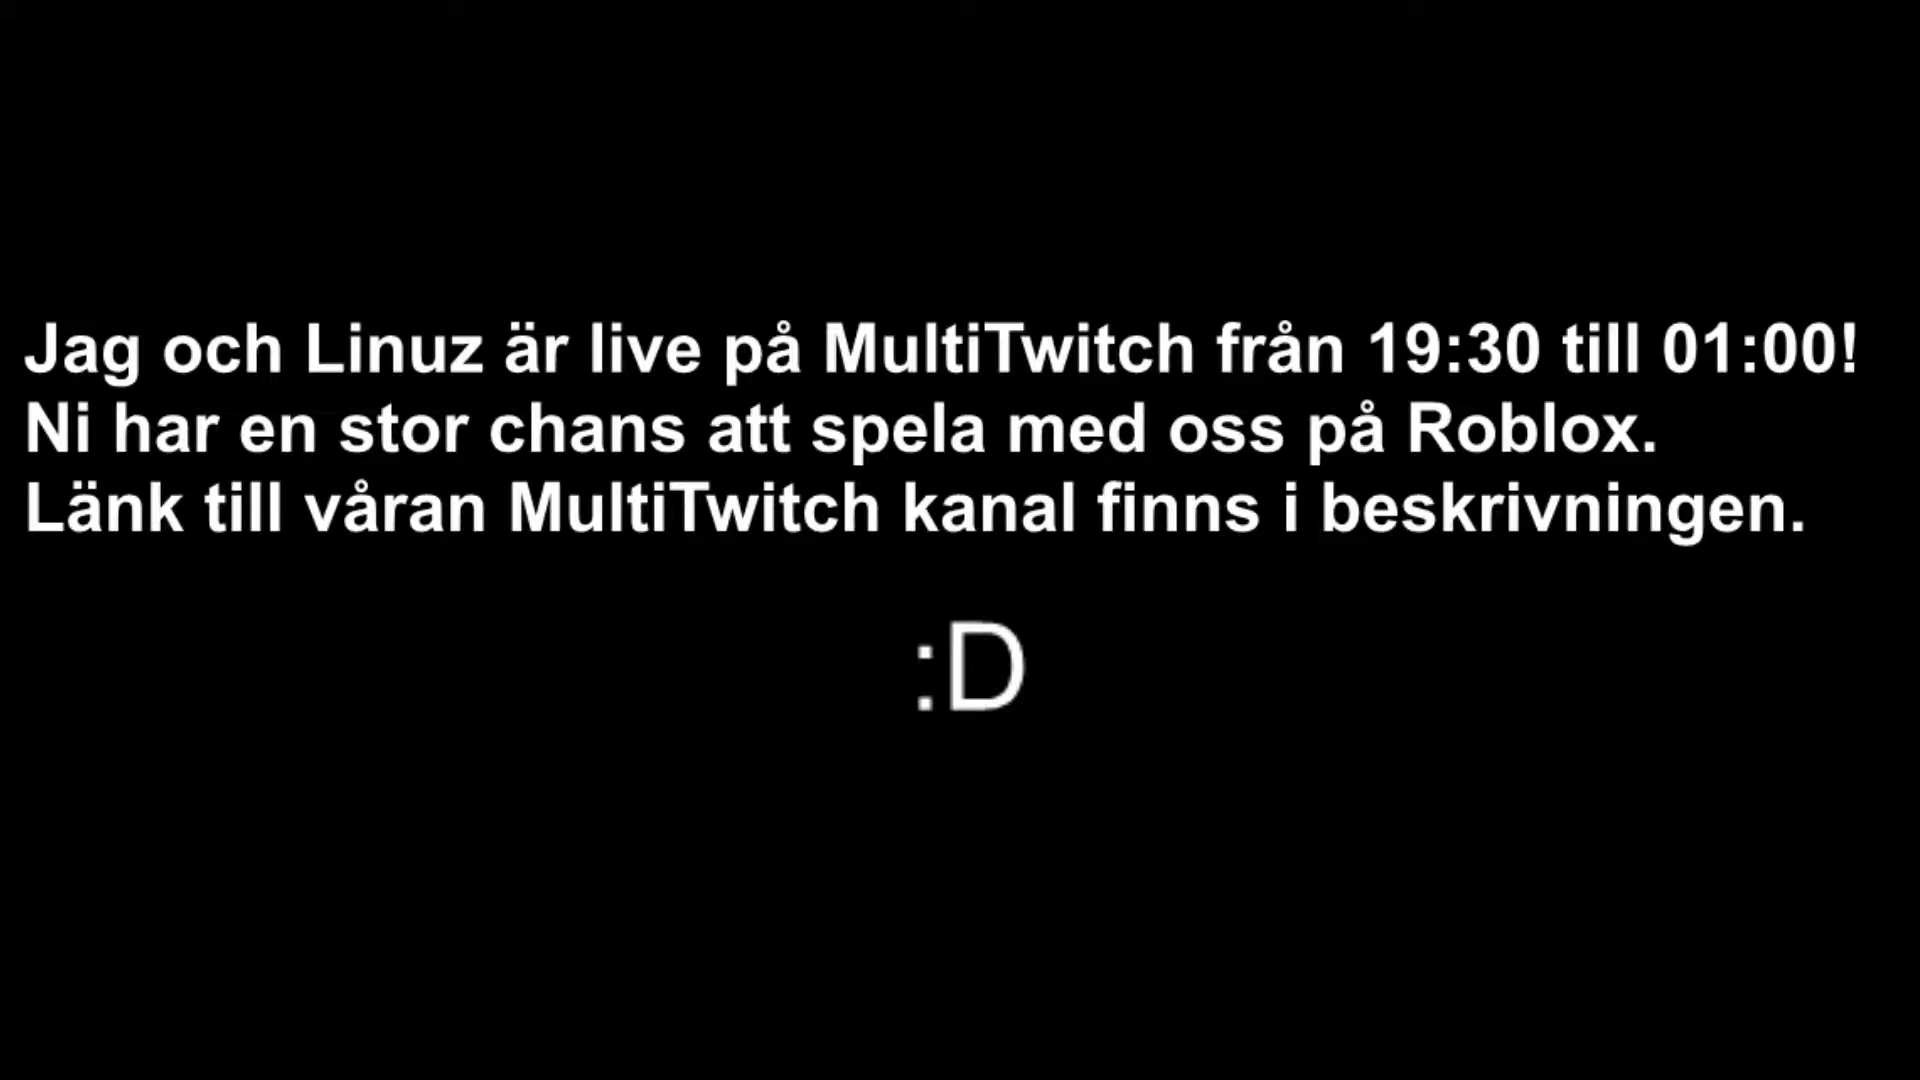 Jag och Linuz är live på MultiTwitch från 19:30 till 01:00!
Ni har en stor chans att spela med oss på Roblox.
Länk till våran MultiTwitch kanal finns i beskrivningen.
:D